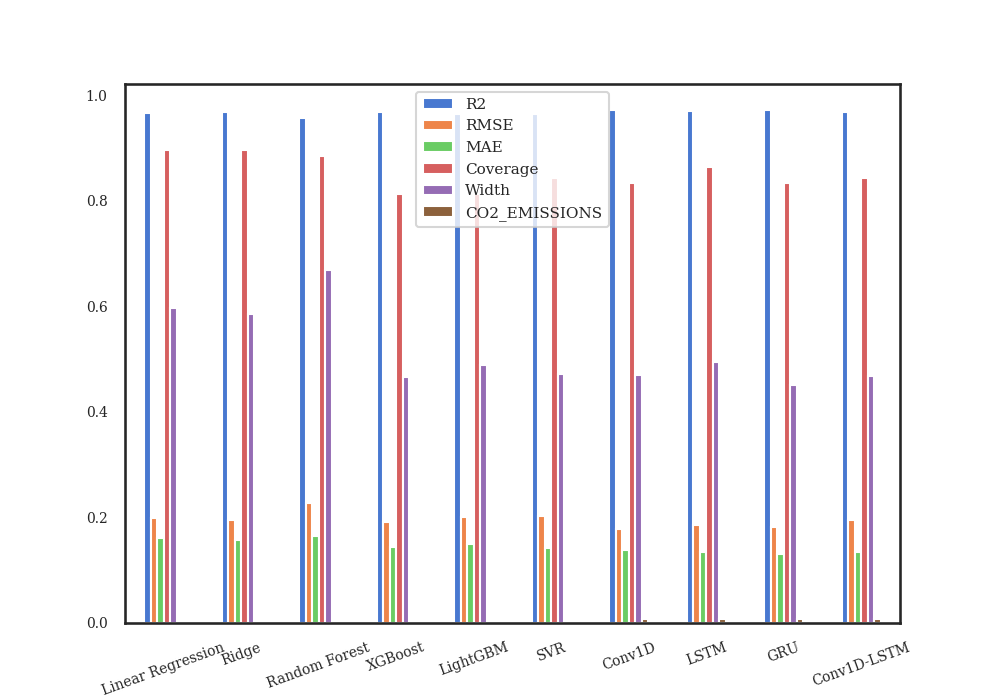 1.0
0.8
0.6
0.4
0.2
0.0
R2
RMSE
MAE
Coverage
Width
CO2_EMISSIONS
Linear Regression
Ridge
Random Forest
XGBoost
LightGBM
SVR
Conv1D
LSTM
GRU
Conv1D-LSTM